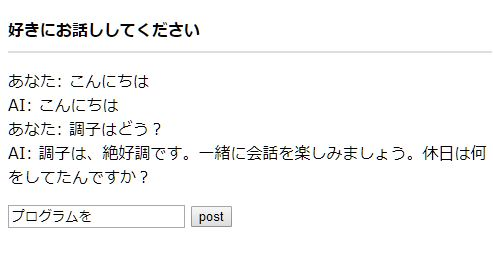 好きにお話ししてください
あなた: こんにちは
AI: こんにちは
あなた: 調子はどう？
AI: 調子は、絶好調です。一緒に会話を楽しみましょう。休日は何
をしてたんですか？
プログラムを post